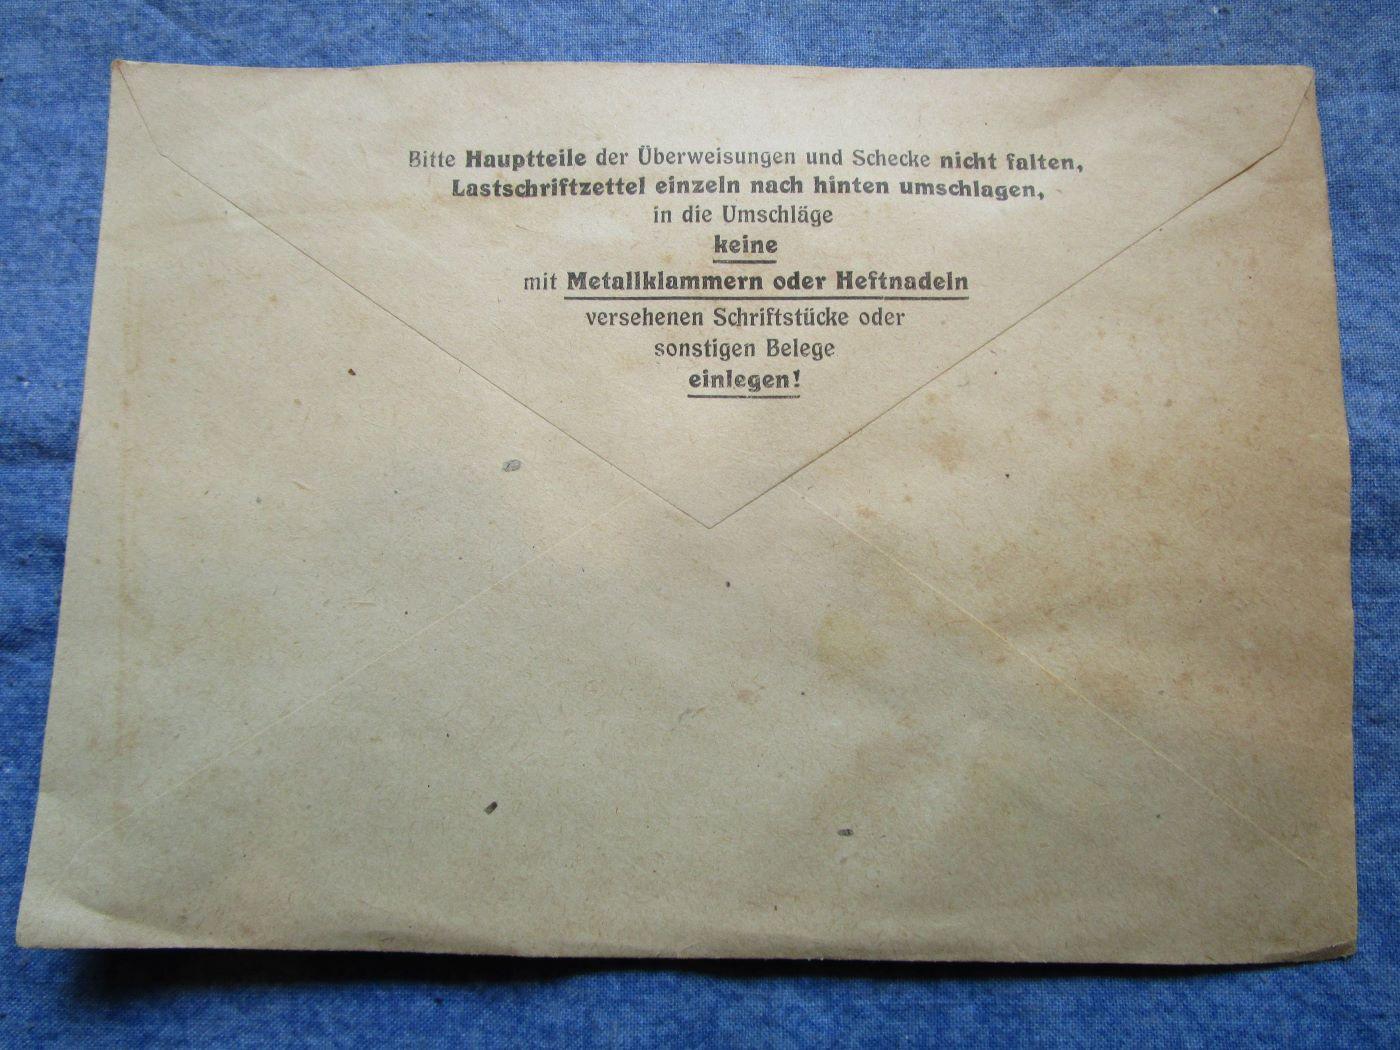 Bitte Hauptteile der Überweisungen und Schecke nicht falten,
Lastschriftzettel einzeln nach hinten umschlagen,
in die Umschläge
keine
mit Metallklammern oder Heftnadeln
versehenen Schriftstücke oder
sonstigen Belege
einlegen!